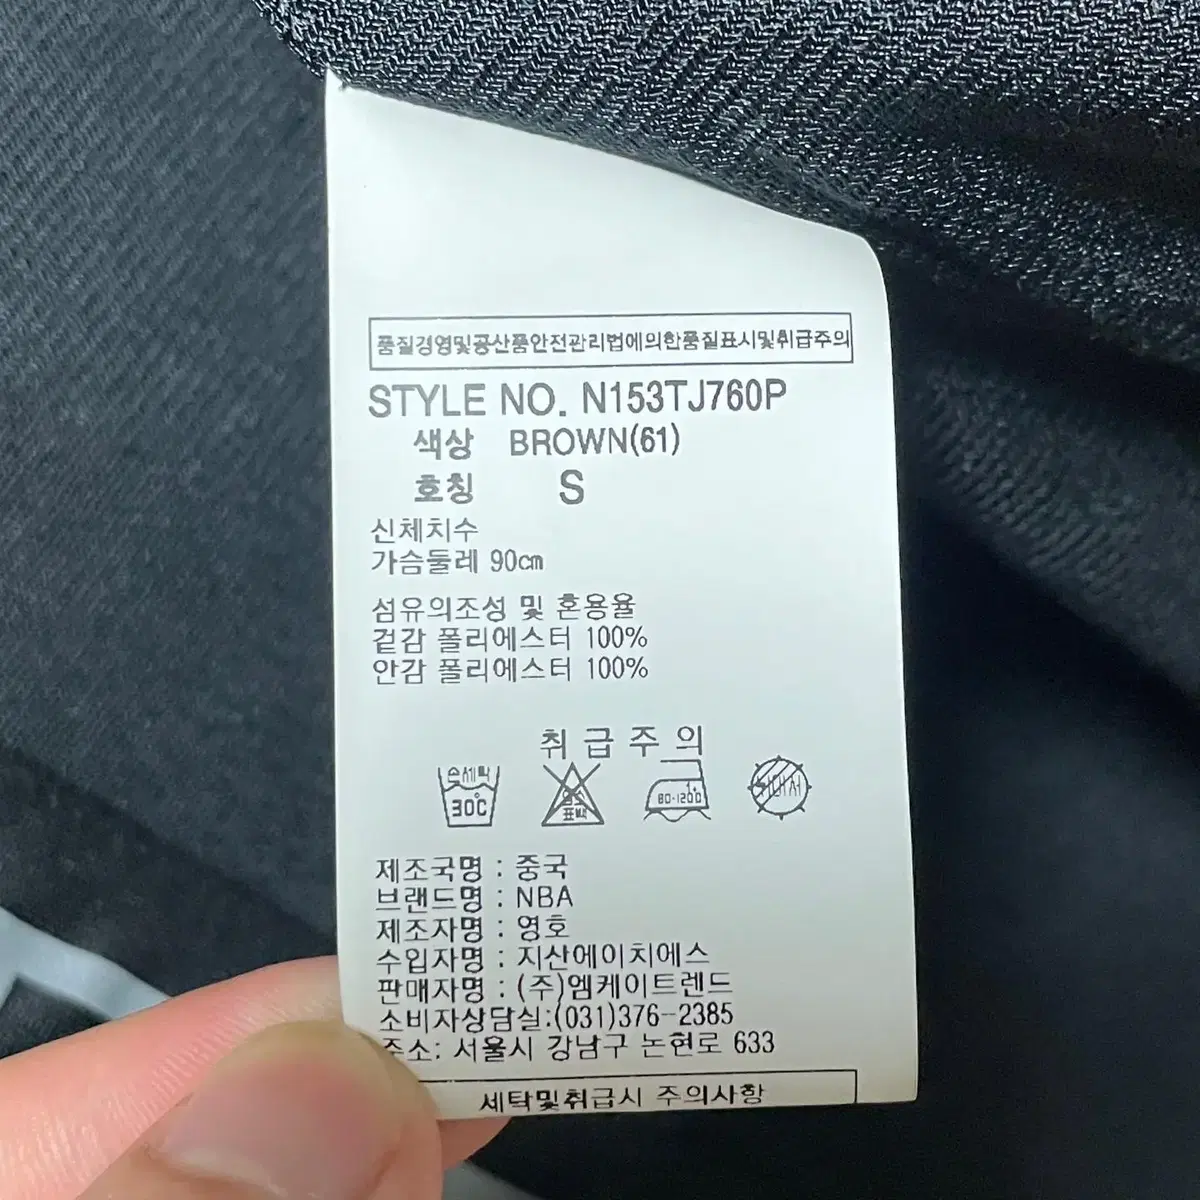 품질경영및공산품안전관리법에의한품질표시및취급주의
STYLE NO. N153TJ760P
색상 BROWN(61)
호칭 S
신체치수
가슴둘레 90cm
섬유의조성 및 혼용율
겉감 폴리에스터 100%
안감 폴리에스터 100%
취급주의
손세탁
30℃
염소
표백
80-120℃
제조국명 : 중국
브랜드명 : NBA
제조자명 : 영호
수입자명 : 지산에이치에스
판매자명 : (주)엠케이트렌드
소비자상담실:(031)376-2385
주소: 서울시 강남구 논현로 633
세탁및취급시 주의사항